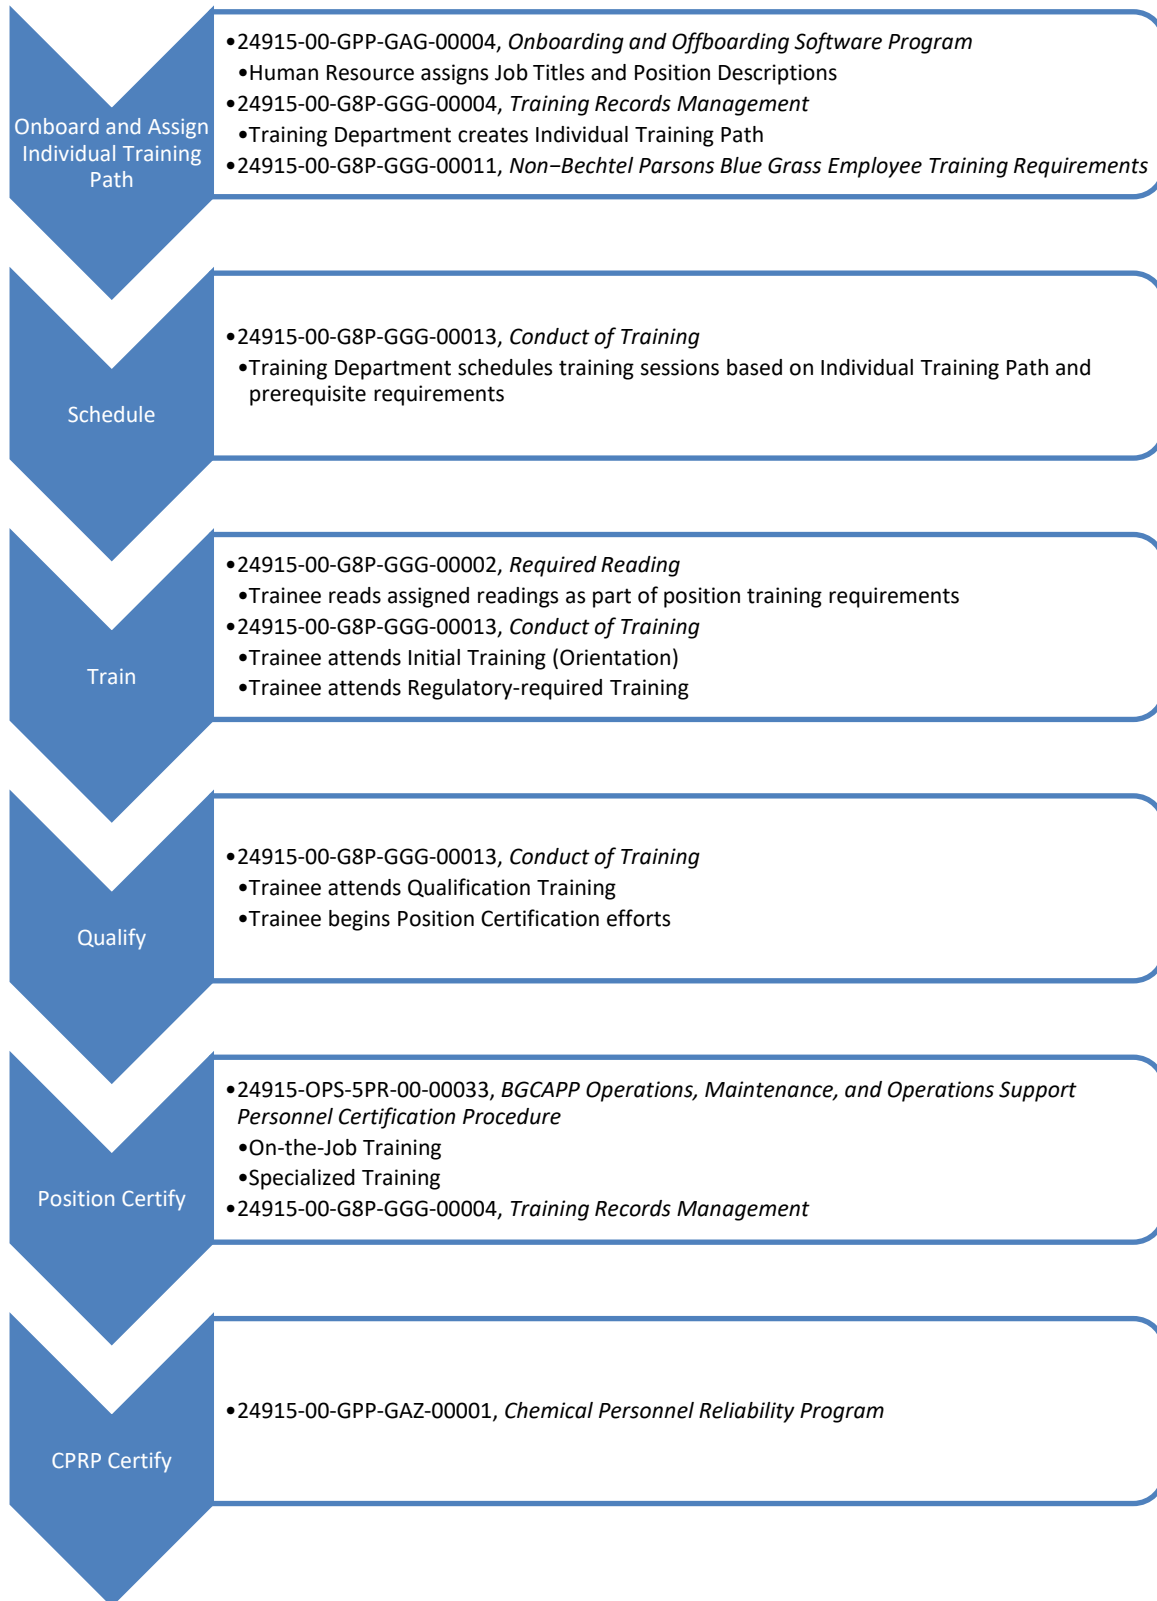 Onboard and Assign
Individual Training
Path
•24915-00-GPP-GAG-00004, Onboarding and Offboarding Software Program
•Human Resource assigns Job Titles and Position Descriptions
•24915-00-G8P-GGG-00004, Training Records Management
•Training Department creates Individual Training Path
•24915-00-G8P-GGG-00011, Non−Bechtel Parsons Blue Grass Employee Training Requirements
Schedule
•24915-00-G8P-GGG-00013, Conduct of Training
•Training Department schedules training sessions based on Individual Training Path and
prerequisite requirements
Train
•24915-00-G8P-GGG-00002, Required Reading
•Trainee reads assigned readings as part of position training requirements
•24915-00-G8P-GGG-00013, Conduct of Training
•Trainee attends Initial Training (Orientation)
•Trainee attends Regulatory-required Training
Qualify
•24915-00-G8P-GGG-00013, Conduct of Training
•Trainee attends Qualification Training
•Trainee begins Position Certification efforts
Position Certify
•24915-OPS-5PR-00-00033, BGCAPP Operations, Maintenance, and Operations Support
Personnel Certification Procedure
•On-the-Job Training
•Specialized Training
•24915-00-G8P-GGG-00004, Training Records Management
CPRP Certify
•24915-00-GPP-GAZ-00001, Chemical Personnel Reliability Program